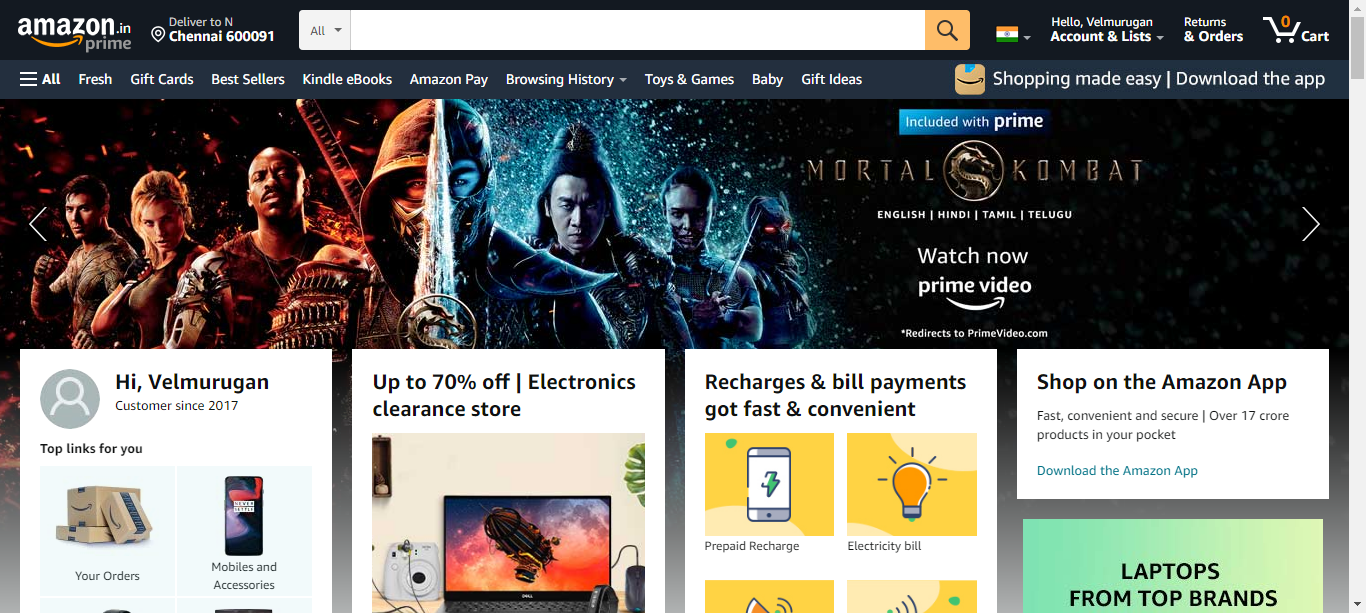 amazon.in
prime
Deliver to N
Chennai 600091
All
Hello, Velmurugan
Account & Lists
Returns
& Orders
0
Cart
All
Fresh
Gift Cards
Best Sellers
Kindle eBooks
Amazon Pay
Browsing History
Toys & Games
Baby
Gift Ideas
Shopping made easy | Download the app
Included with prime
MORTAL KOMBAT
ENGLISH | HINDI | TAMIL | TELUGU
Watch now
prime video
*Redirects to PrimeVideo.com
Hi, Velmurugan
Customer since 2017
Top links for you
Your Orders
NEVER
SETTLE
Mobiles and
Accessories
Up to 70% off | Electronics
clearance store
DELL
Recharges & bill payments
got fast & convenient
Prepaid Recharge
Electricity bill
Shop on the Amazon App
Fast, convenient and secure | Over 17 crore
products in your pocket
Download the Amazon App
LAPTOPS
FROM TOP BRANDS